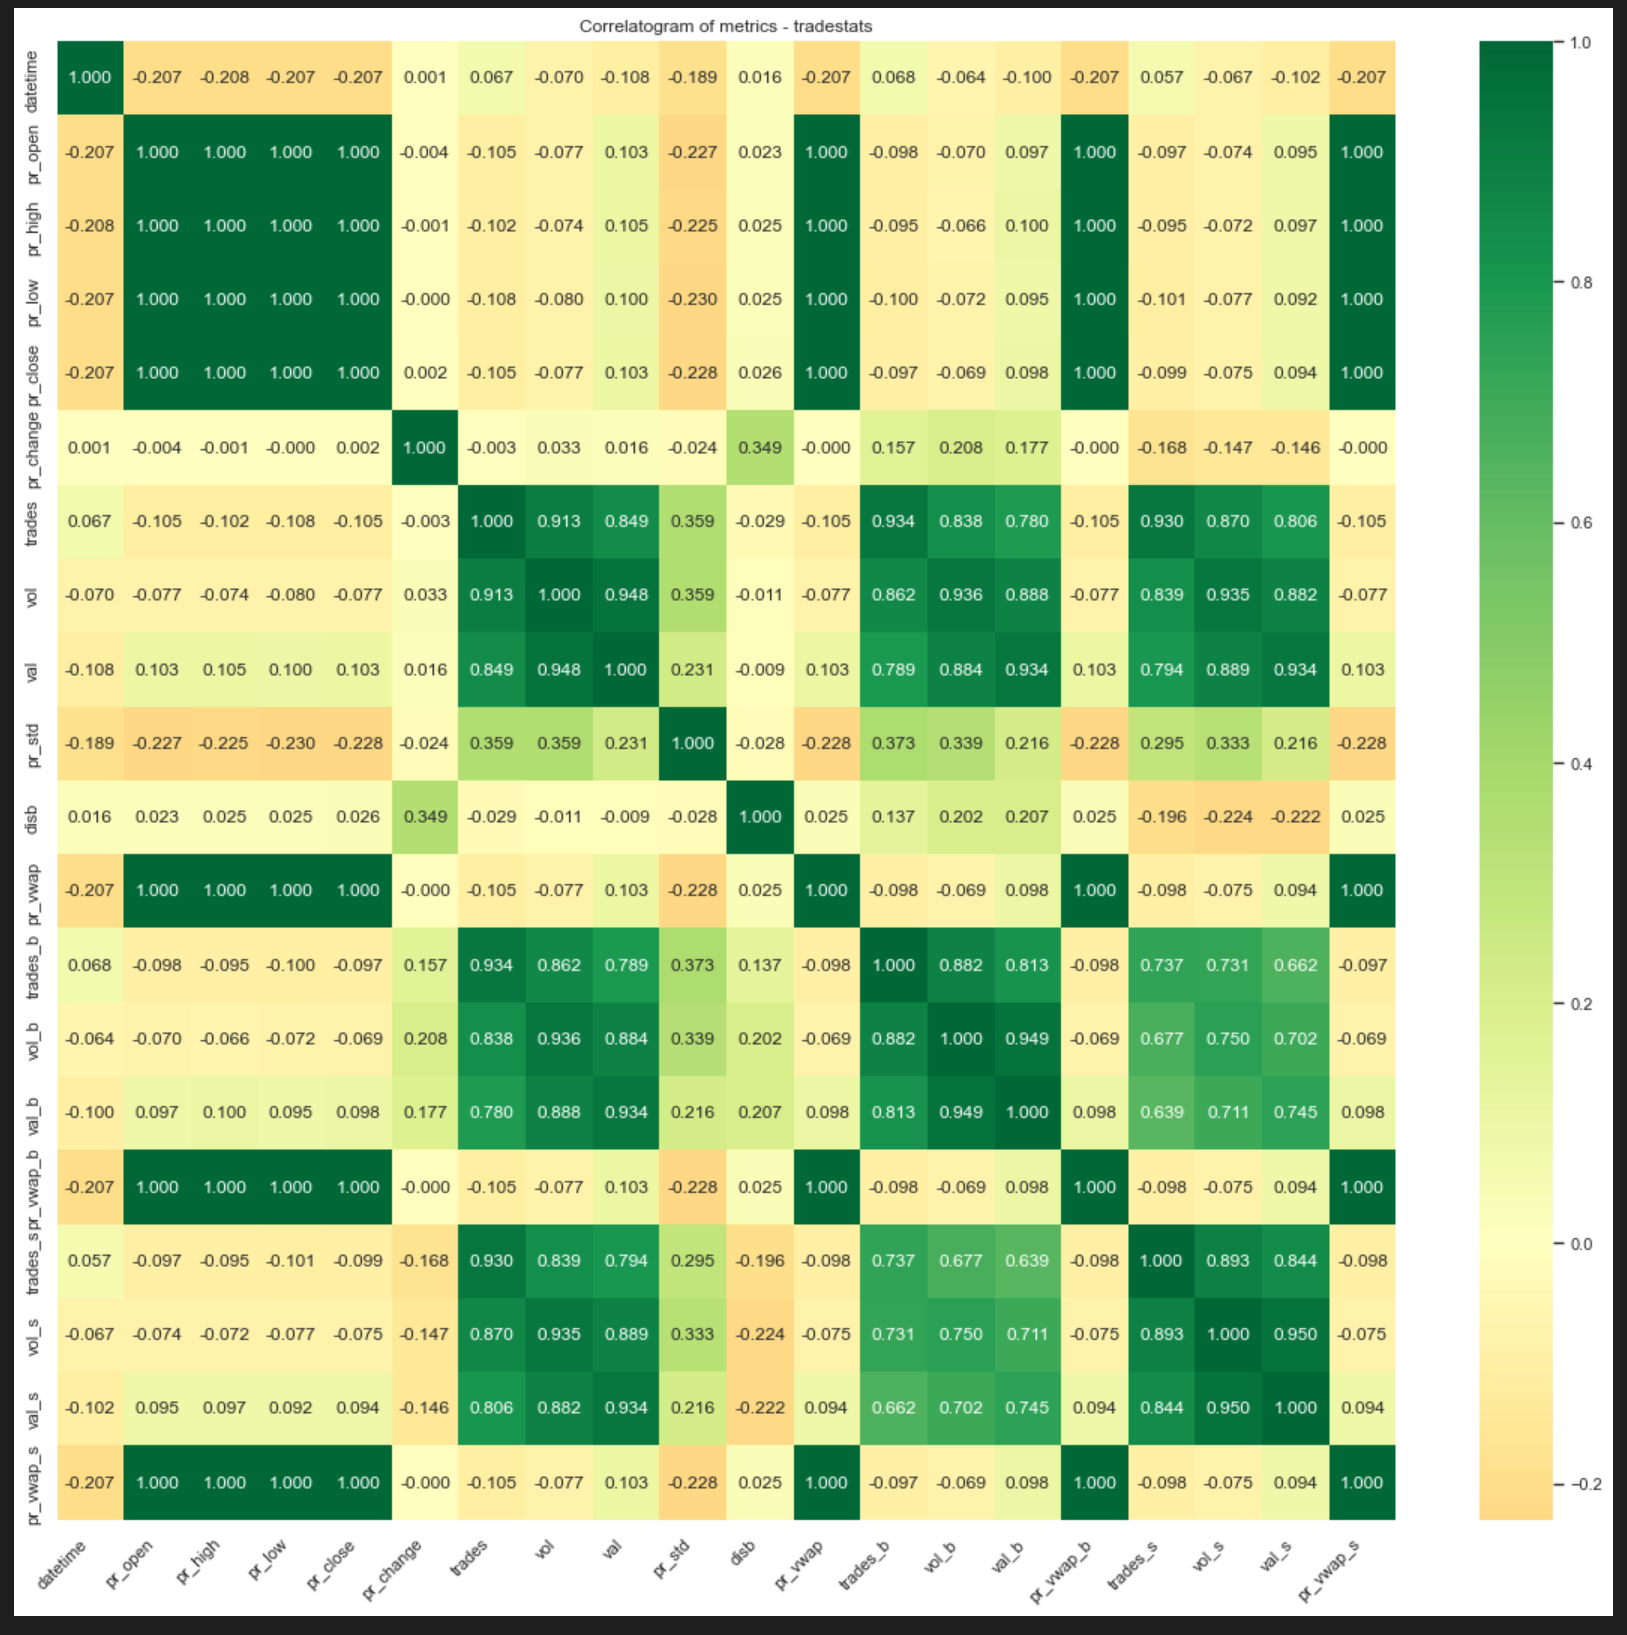 Correlatogram of metrics - tradestats
datetime 1.000 -0.207 -0.208 -0.207 -0.207 0.001 0.067 -0.070 -0.108 -0.189 0.016 -0.207 0.068 -0.064 -0.100 -0.207 0.057 -0.067 -0.102 -0.207
pr_open -0.207 1.000 1.000 1.000 1.000 -0.004 -0.105 -0.077 0.103 -0.227 0.023 1.000 -0.098 -0.070 0.097 1.000 -0.097 -0.074 0.095 1.000
pr_high -0.208 1.000 1.000 1.000 1.000 -0.001 -0.102 -0.074 0.105 -0.225 0.025 1.000 -0.095 -0.066 0.100 1.000 -0.095 -0.072 0.097 1.000
pr_low -0.207 1.000 1.000 1.000 1.000 -0.000 -0.108 -0.080 0.100 -0.230 0.025 1.000 -0.100 -0.072 0.095 1.000 -0.101 -0.077 0.092 1.000
pr_close -0.207 1.000 1.000 1.000 1.000 0.002 -0.105 -0.077 0.103 -0.228 0.026 1.000 -0.097 -0.069 0.098 1.000 -0.099 -0.075 0.094 1.000
pr_change 0.001 -0.004 -0.001 -0.000 0.002 1.000 -0.003 0.033 0.016 -0.024 0.349 -0.000 0.157 0.208 0.177 -0.000 -0.168 -0.147 -0.146 -0.000
trades 0.067 -0.105 -0.102 -0.108 -0.105 -0.003 1.000 0.913 0.849 0.359 -0.029 -0.105 0.934 0.838 0.780 -0.105 0.930 0.870 0.806 -0.105
vol -0.070 -0.077 -0.074 -0.080 -0.077 0.033 0.913 1.000 0.948 0.359 -0.011 -0.077 0.862 0.936 0.888 -0.077 0.839 0.935 0.882 -0.077
val -0.108 0.103 0.105 0.100 0.103 0.016 0.849 0.948 1.000 0.231 -0.009 0.103 0.789 0.884 0.934 0.103 0.794 0.889 0.934 0.103
pr_std -0.189 -0.227 -0.225 -0.230 -0.228 -0.024 0.359 0.359 0.231 1.000 -0.028 -0.228 0.373 0.339 0.216 -0.228 0.295 0.333 0.216 -0.228
disb 0.016 0.023 0.025 0.025 0.026 0.349 -0.029 -0.011 -0.009 -0.028 1.000 0.025 0.137 0.202 0.207 0.025 -0.196 -0.224 -0.222 0.025
pr_vwap -0.207 1.000 1.000 1.000 1.000 -0.000 -0.105 -0.077 0.103 -0.228 0.025 1.000 -0.098 -0.069 0.098 1.000 -0.098 -0.075 0.094 1.000
trades_b 0.068 -0.098 -0.095 -0.100 -0.097 0.157 0.934 0.862 0.789 0.373 0.137 -0.098 1.000 0.882 0.813 -0.098 0.737 0.731 0.662 -0.097
vol_b -0.064 -0.070 -0.066 -0.072 -0.069 0.208 0.838 0.936 0.884 0.339 0.202 -0.069 0.882 1.000 0.949 -0.069 0.677 0.750 0.702 -0.069
val_b -0.100 0.097 0.100 0.095 0.098 0.177 0.780 0.888 0.934 0.216 0.207 0.098 0.813 0.949 1.000 0.098 0.639 0.711 0.745 0.098
pr_vwap_b -0.207 1.000 1.000 1.000 1.000 -0.000 -0.105 -0.077 0.103 -0.228 0.025 1.000 -0.098 -0.069 0.098 1.000 -0.098 -0.075 0.094 1.000
trades_s 0.057 -0.097 -0.095 -0.101 -0.099 -0.168 0.930 0.839 0.794 0.295 -0.196 -0.098 0.737 0.677 0.639 -0.098 1.000 0.893 0.844 -0.098
vol_s -0.067 -0.074 -0.072 -0.077 -0.075 -0.147 0.870 0.935 0.889 0.333 -0.224 -0.075 0.731 0.750 0.711 -0.075 0.893 1.000 0.950 -0.075
val_s -0.102 0.095 0.097 0.092 0.094 -0.146 0.806 0.882 0.934 0.216 -0.222 0.094 0.662 0.702 0.745 0.094 0.844 0.950 1.000 0.094
pr_vwap_s -0.207 1.000 1.000 1.000 1.000 -0.000 -0.105 -0.077 0.103 -0.228 0.025 1.000 -0.097 -0.069 0.098 1.000 -0.098 -0.075 0.094 1.000
datetime pr_open pr_high pr_low pr_close pr_change trades vol val pr_std disb pr_vwap trades_b vol_b val_b pr_vwap_b trades_s vol_s val_s pr_vwap_s
1.0
0.8
0.6
0.4
0.2
0.0
−0.2